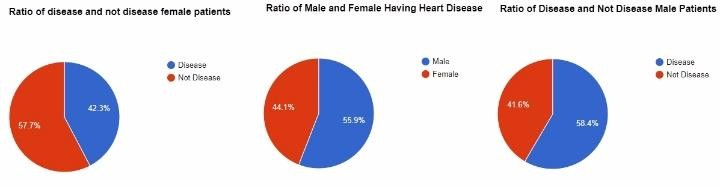 Ratio of disease and not disease female patients
Disease
Not Disease
42.3%
57.7%
Ratio of Male and Female Having Heart Disease
Male
Female
44.1%
55.9%
Ratio of Disease and Not Disease Male Patients
Disease
Not Disease
41.6%
58.4%